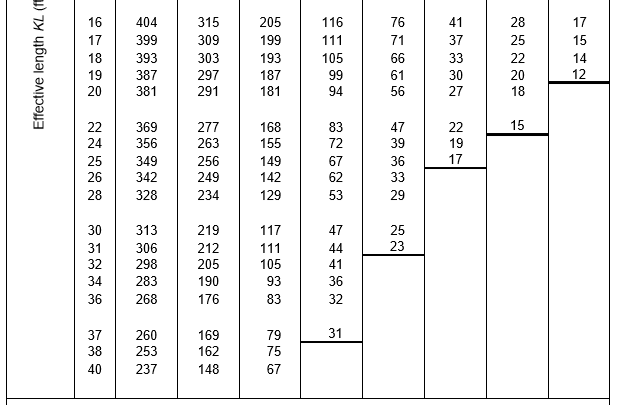 Effective length KL (f
16 404 315 205 116 76 41 28 17
17 399 309 199 111 71 37 25 15
18 393 303 193 105 66 33 22 14
19 387 297 187 99 61 30 20 12
20 381 291 181 94 56 27 18
22 369 277 168 83 47 22 15
24 356 263 155 72 39 19
25 349 256 149 67 36 17
26 342 249 142 62 33
28 328 234 129 53 29
30 313 219 117 47 25
31 306 212 111 44 23
32 298 205 105 41
34 283 190 93 36
36 268 176 83 32
37 260 169 79 31
38 253 162 75
40 237 148 67